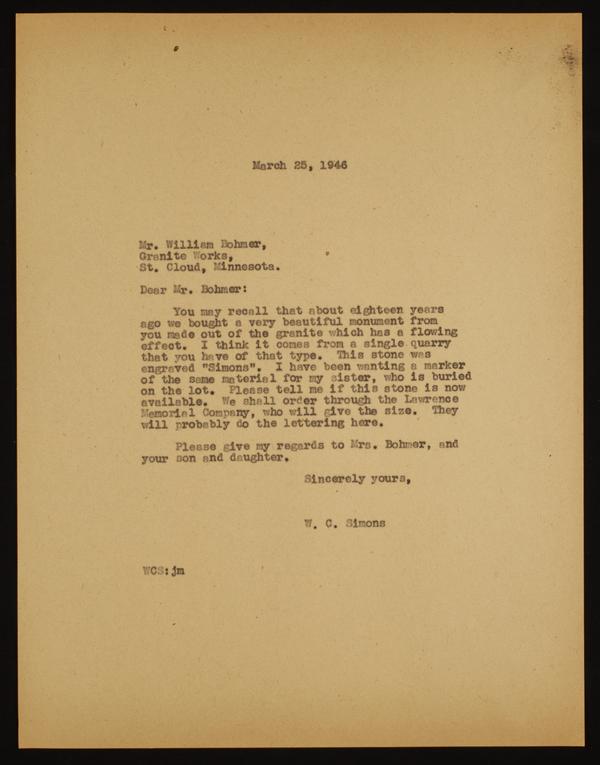 March 25, 1946
Mr. William Bohmer,
Granite Works,
St. Cloud, Minnesota.
Dear Mr. Bohmer:
You may recall that about eighteen years
ago we bought a very beautiful monument from
you made out of the granite which has a flowing
effect. I think it comes from a single quarry
that you have of that type. This stone was
engraved "Simons". I have been wanting a marker
of the same material for my sister, who is buried
on the lot. Please tell me if this stone is now
available. We shall order through the Lawrence
Memorial Company, who will give the size. They
will probably do the lettering here.
Please give my regards to Mrs. Bohmer, and
your son and daughter.
Sincerely yours,
W. C. Simons
WCS:jm